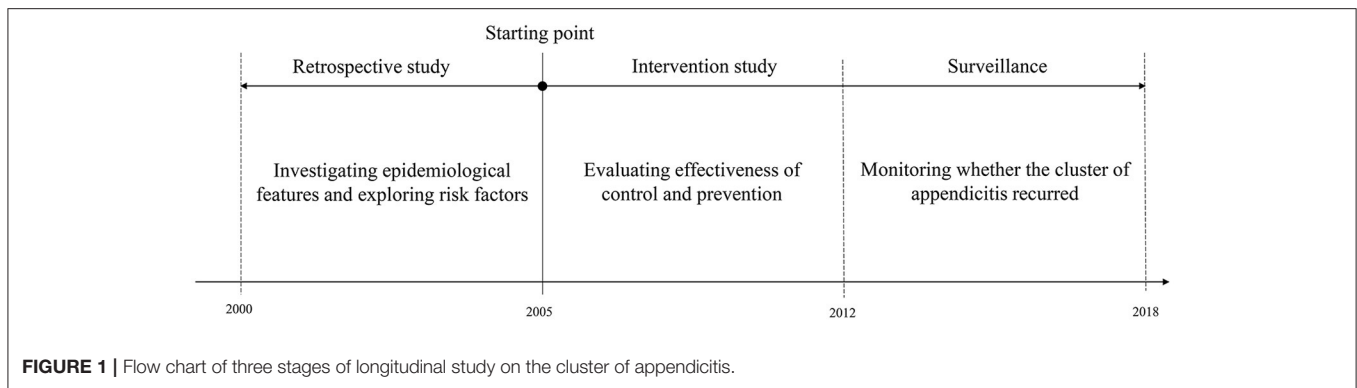 Starting point
Retrospective study
Intervention study
Surveillance
Investigating epidemiological
features and exploring risk factors
Evaluating effectiveness of
control and prevention
Monitoring whether the cluster of
appendicitis recurred
2000
2005
2012
2018
FIGURE 1 | Flow chart of three stages of longitudinal study on the cluster of appendicitis.